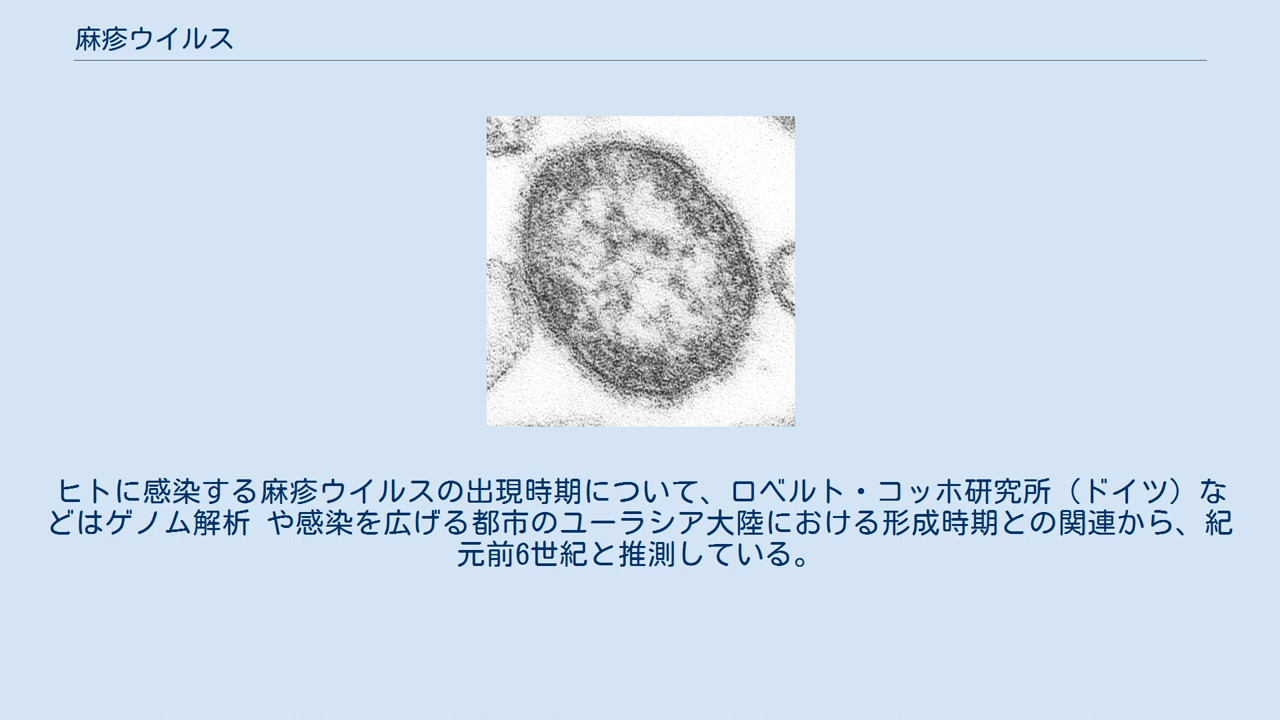 麻疹ウイルス
ヒトに感染する麻疹ウイルスの出現時期について、ロベルト・コッホ研究所（ドイツ）な
どはゲノム解析 や感染を広げる都市のユーラシア大陸における形成時期との関連から、紀
元前6世紀と推測している。